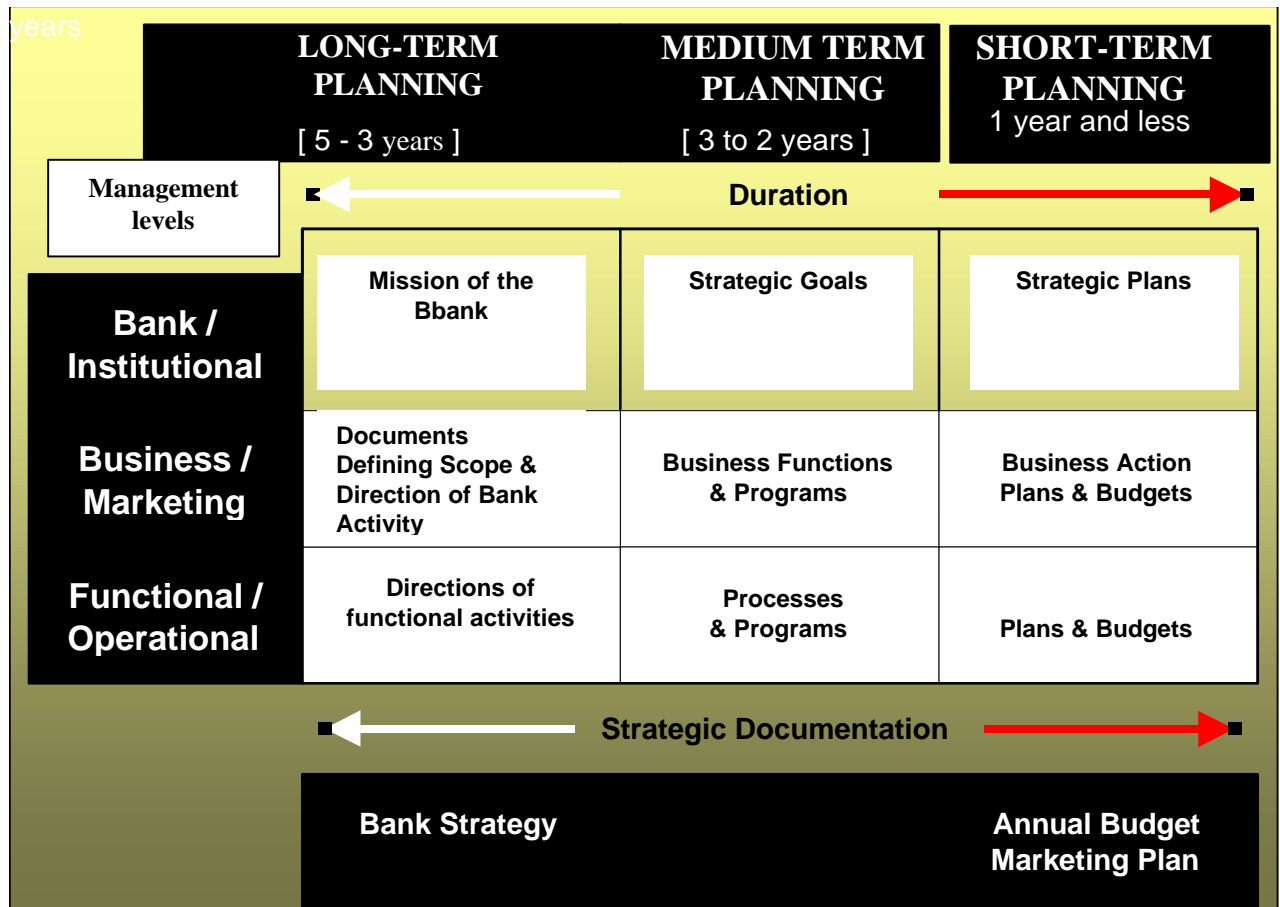 years
LONG-TERM
PLANNING
[ 5 - 3 years ]
MEDIUM TERM
PLANNING
[ 3 to 2 years ]
SHORT-TERM
PLANNING
1 year and less
Management
levels
Duration
Bank /
Institutional
Mission of the
Bbank
Strategic Goals
Strategic Plans
Business /
Marketing
Documents
Defining Scope &
Direction of Bank
Activity
Business Functions
& Programs
Business Action
Plans & Budgets
Functional /
Operational
Directions of
functional activities
Processes
& Programs
Plans & Budgets
Strategic Documentation
Bank Strategy
Annual Budget
Marketing Plan